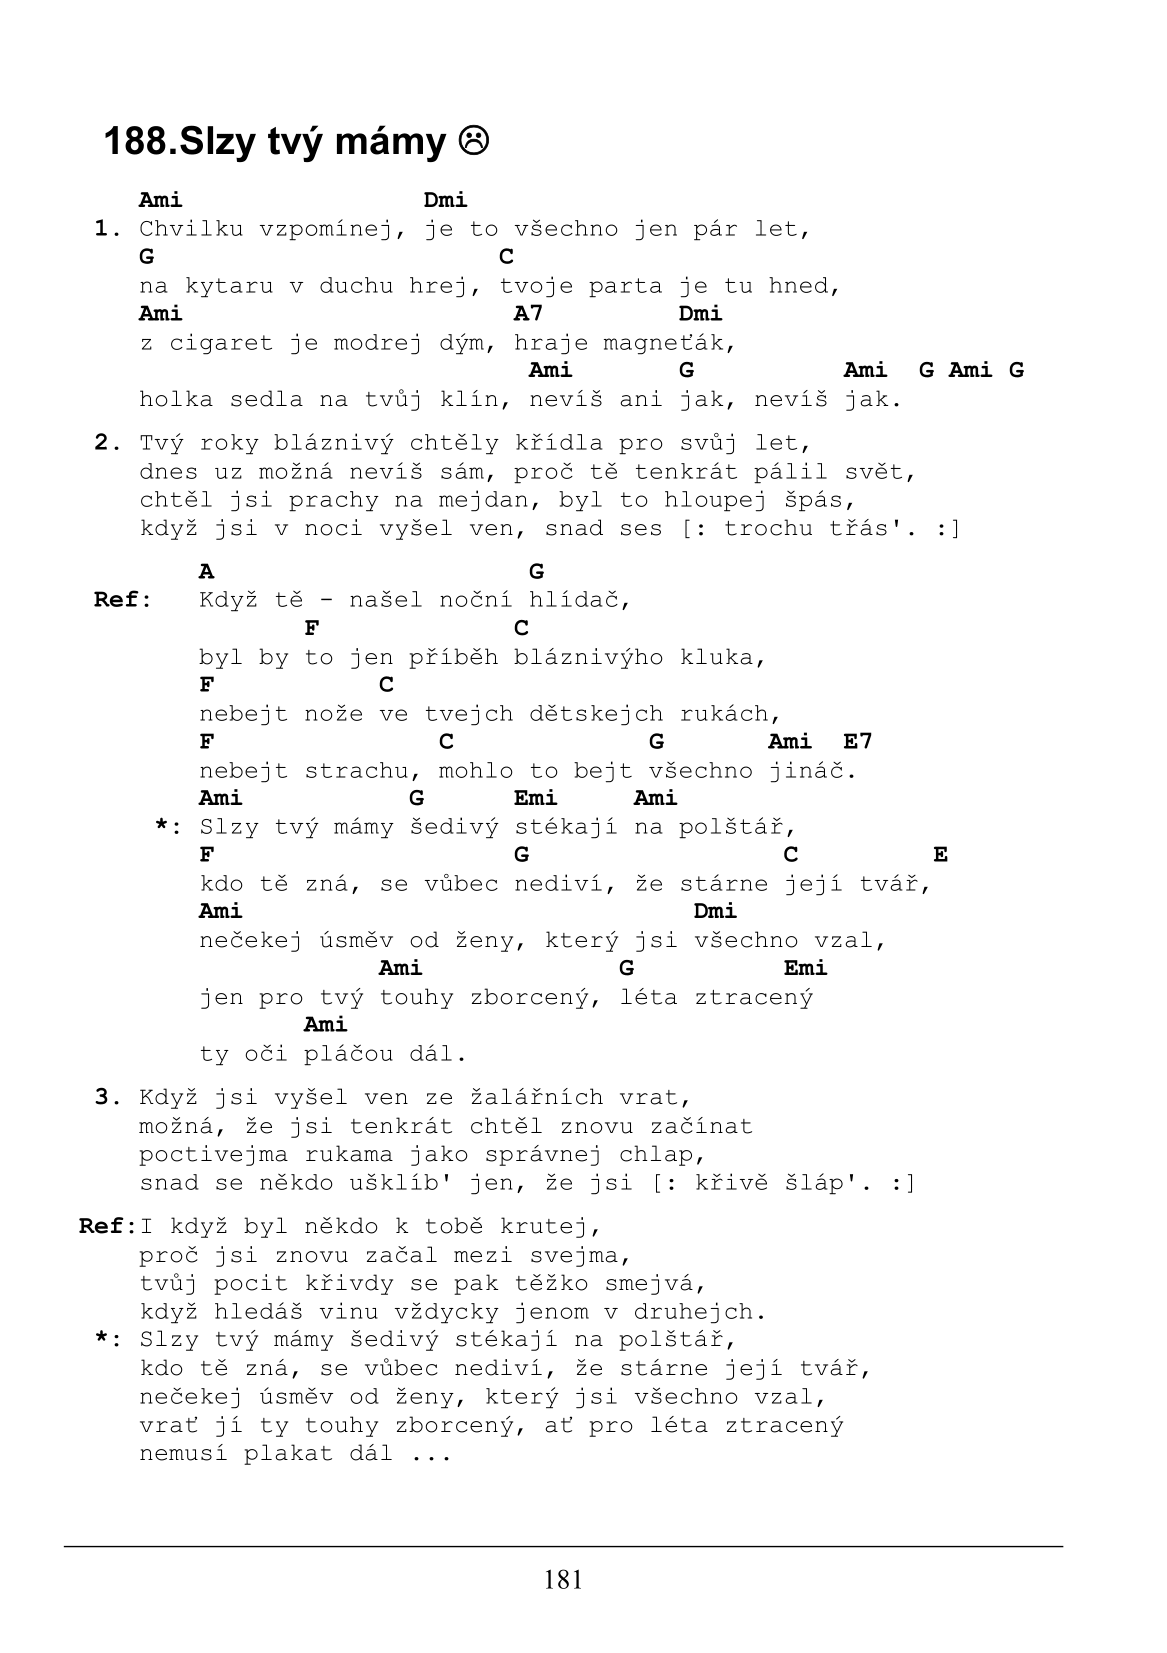 188.Slzy tvý mámy ☹
Ami Dmi
1. Chvilku vzpomínej, je to všechno jen pár let,
G C
na kytaru v duchu hrej, tvoje parta je tu hned,
Ami A7 Dmi
z cigaret je modrej dým, hraje magneťák,
Ami G Ami G Ami G
holka sedla na tvůj klín, nevíš ani jak, nevíš jak.
2. Tvý roky bláznivý chtěly křídla pro svůj let,
dnes uz možná nevíš sám, proč tě tenkrát pálil svět,
chtěl jsi prachy na mejdan, byl to hloupej špás,
když jsi v noci vyšel ven, snad ses [: trochu třás'. :]
A G
Ref: Když tě - našel noční hlídač,
F C
byl by to jen příběh bláznivýho kluka,
F C
nebejt nože ve tvejch dětskejch rukách,
F C G Ami E7
nebejt strachu, mohlo to bejt všechno jináč.
Ami G Emi Ami
*: Slzy tvý mámy šedivý stékají na polštář,
F G C E
kdo tě zná, se vůbec nediví, že stárne její tvář,
Ami Dmi
nečekej úsměv od ženy, který jsi všechno vzal,
Ami G Emi
jen pro tvý touhy zborcený, léta ztracený
Ami
ty oči pláčou dál.
3. Když jsi vyšel ven ze žalářních vrat,
možná, že jsi tenkrát chtěl znovu začínat
poctivejma rukama jako správnej chlap,
snad se někdo ušklíb' jen, že jsi [: křivě šláp'. :]
Ref:I když byl někdo k tobě krutej,
proč jsi znovu začal mezi svejma,
tvůj pocit křivdy se pak těžko smejvá,
když hledáš vinu vždycky jenom v druhejch.
*: Slzy tvý mámy šedivý stékají na polštář,
kdo tě zná, se vůbec nediví, že stárne její tvář,
nečekej úsměv od ženy, který jsi všechno vzal,
vrať jí ty touhy zborcený, ať pro léta ztracený
nemusí plakat dál ...
181